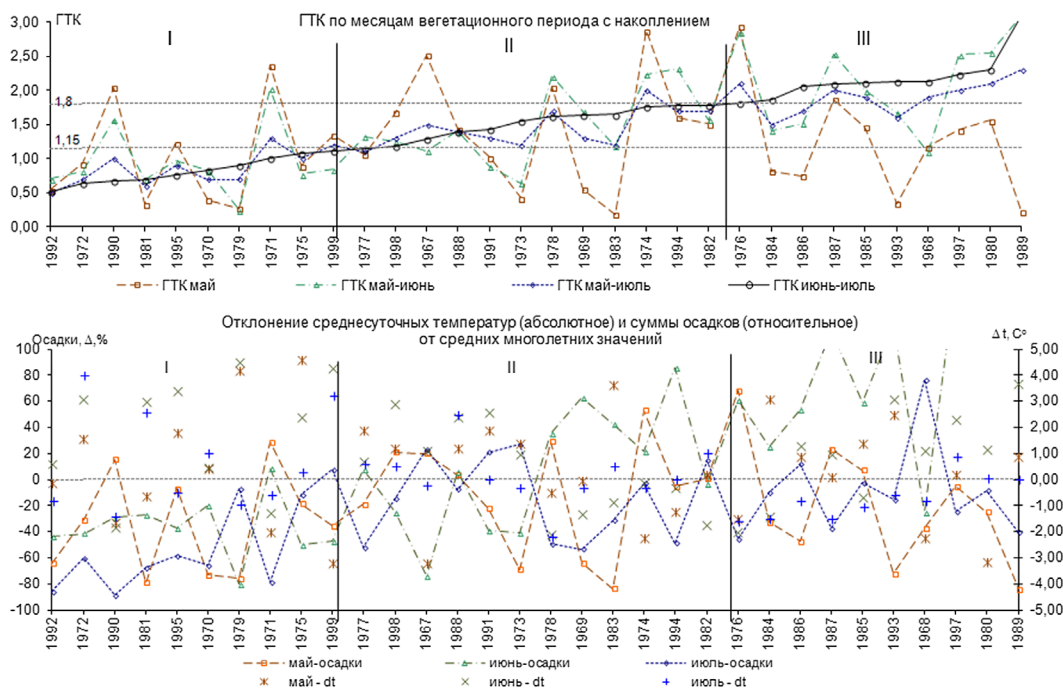 ГТК по месяцам вегетационного периода с накоплением
ГТК
3,00
2,50
2,00
1,50
1,00
0,50
0,00
1,8
1,15
I
II
III
1992 1972 1990 1981 1995 1970 1979 1971 1975 1999 1977 1998 1967 1988 1991 1973 1978 1969 1983 1974 1994 1982 1976 1984 1986 1987 1985 1993 1968 1997 1980 1989
ГТК май ГТК май-июнь ГТК май-июль ГТК июнь-июль
Отклонение среднесуточных температур (абсолютное) и суммы осадков (относительное)
от средних многолетних значений
Осадки, Δ,%
Δ t, Cº
100
80
60
40
20
0
-20
-40
-60
-80
-100
I
II
III
5,00
4,00
3,00
2,00
1,00
0,00
-1,00
-2,00
-3,00
-4,00
-5,00
1992 1972 1990 1981 1995 1970 1979 1971 1975 1999 1977 1998 1967 1988 1991 1973 1978 1969 1983 1974 1994 1982 1976 1984 1986 1987 1985 1993 1968 1997 1980 1989
май-осадки июнь-осадки июль-осадки
май - dt июнь - dt июль - dt